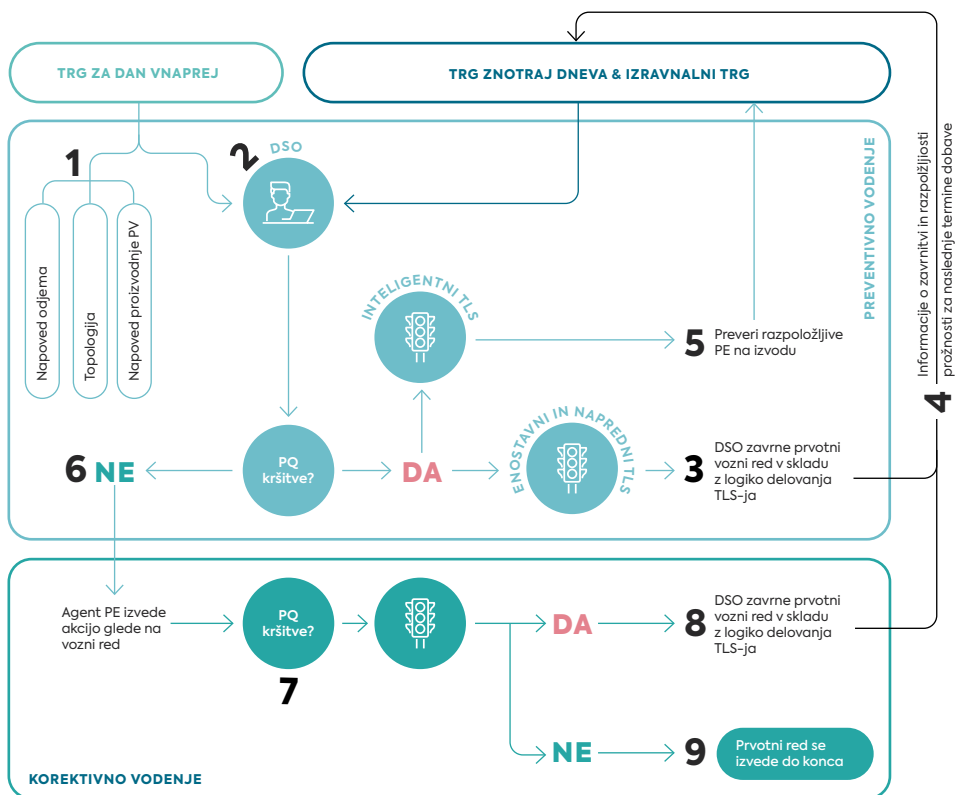 TRG ZA DAN VNAPREJ
TRG ZNOTRAJ DNEVA & IZRAVNALNI TRG
PREVENTIVNO VODENJE
1
Napoved odjema
Topologija
Napoved proizvodnje PV
2
DSO
INTELIGENTNI TLS
5
Preveri razpoložljive
PE na izvodu
6 NE
PQ
kršitve?
DA
ENOSTAVNI IN NAPREDNI TLS
3
DSO zavrne prvotni
vozni red v skladu
z logiko delovanja
TLS-ja
4
Informacije o zavrnitvi in razpolžljiosti
prožnosti za naslednje termine dobave
Agent PE izvede
akcijo glede na
vozni red
PQ
kršitve?
7
DA
8
DSO zavrne prvotni
vozni red v skladu
z logiko delovanja
TLS-ja
NE
9
Prvotni red se
izvede do konca
KOREKTIVNO VODENJE